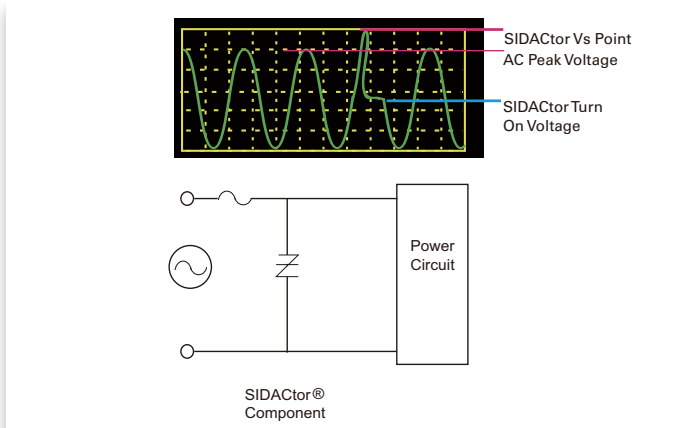 SIDACtor Vs Point
AC Peak Voltage
SIDACtor Turn
On Voltage
Power
Circuit
SIDACtor®
Component